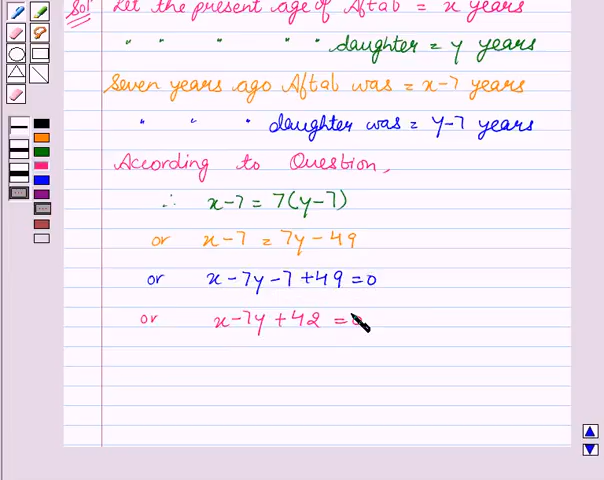 Sol Let the present age of Aftab = x years
" " " " " daughter = y years
Seven years ago Aftab was = x-7 years
" " " daughter was = y-7 years
According to Question,
∴ x-7 = 7(y-7)
or x-7 = 7y-49
or x-7y-7+49=0
or x-7y+42=0